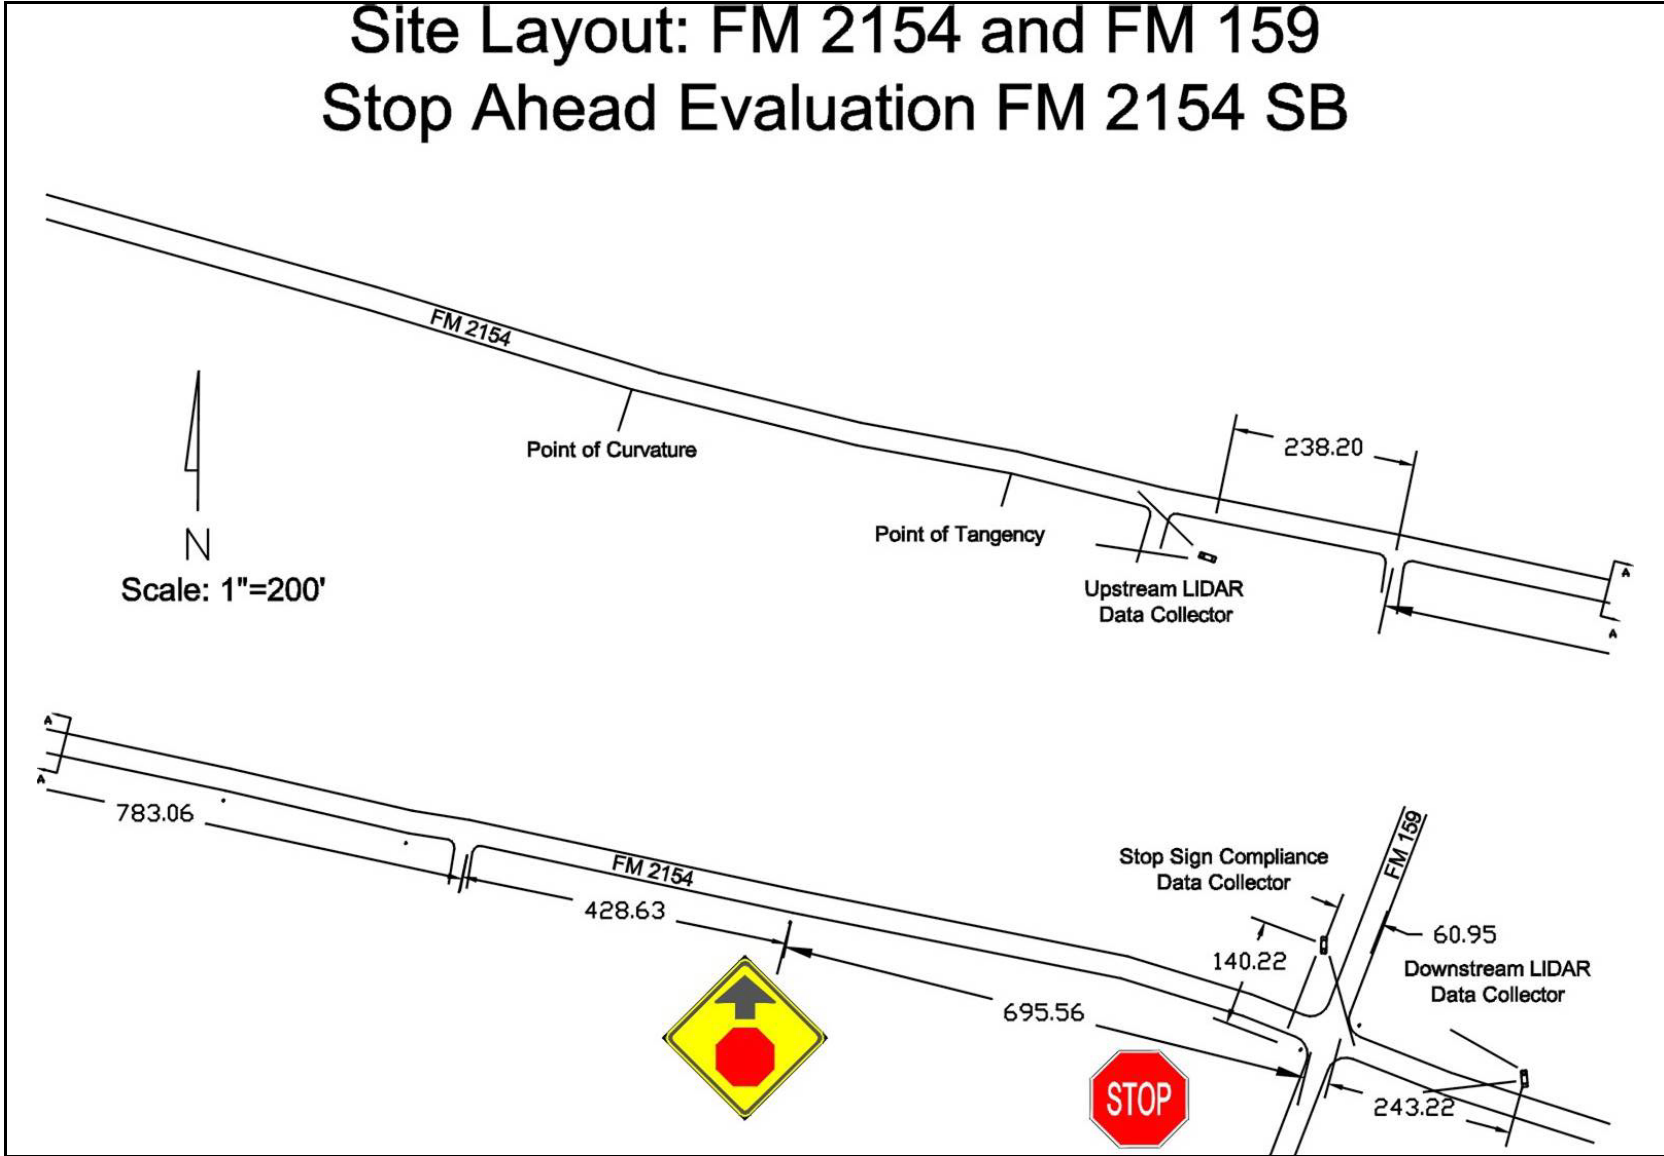 Site Layout: FM 2154 and FM 159
Stop Ahead Evaluation FM 2154 SB
FM 2154
Point of Curvature
238.20
Point of Tangency
N
Scale: 1"=200'
Upstream LIDAR
Data Collector
A
A
A
A
783.06
FM 2154
428.63
FM 159
Stop Sign Compliance
Data Collector
60.95
140.22
Downstream LIDAR
Data Collector
695.56
STOP
243.22